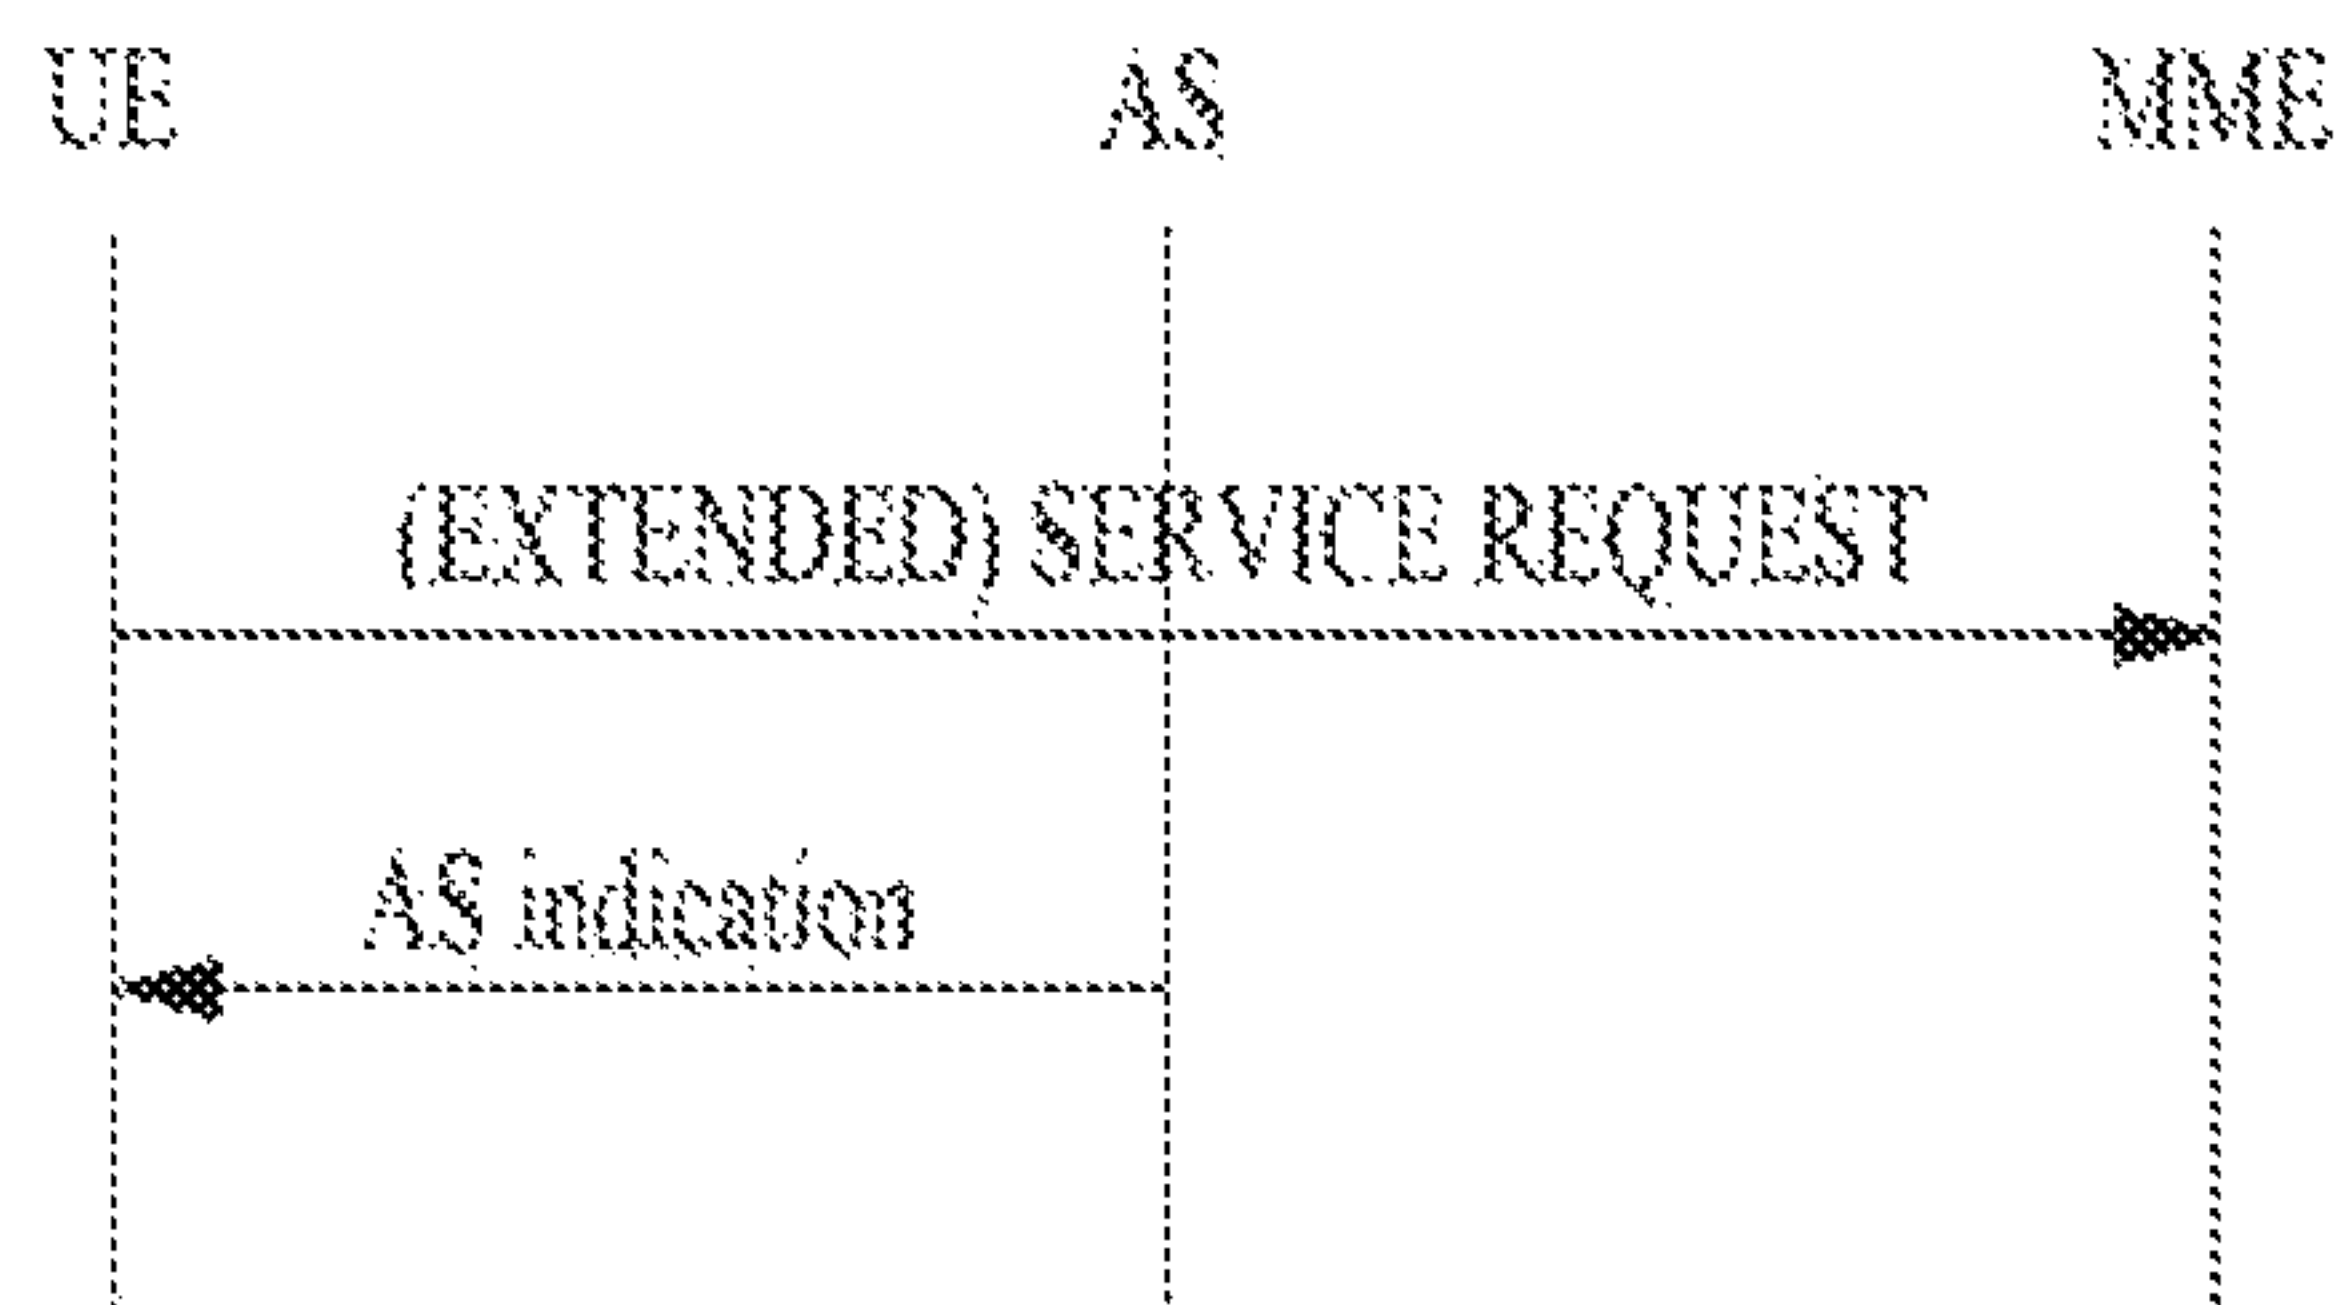 UE AS MME
(EXTENDED) SERVICE REQUEST
AS indication